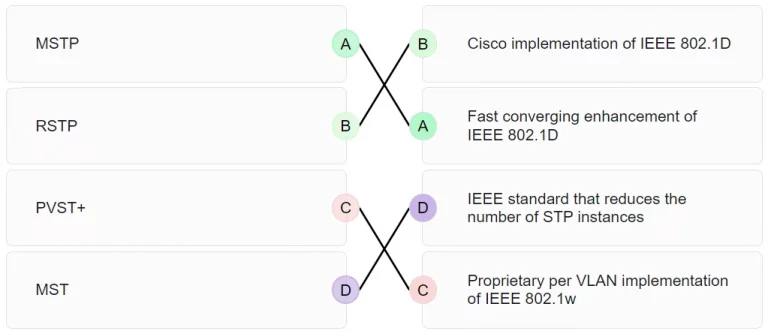 MSTP
A
B
Cisco implementation of IEEE 802.1D
RSTP
B
A
Fast converging enhancement of
IEEE 802.1D
PVST+
C
D
IEEE standard that reduces the
number of STP instances
MST
D
C
Proprietary per VLAN implementation
of IEEE 802.1w